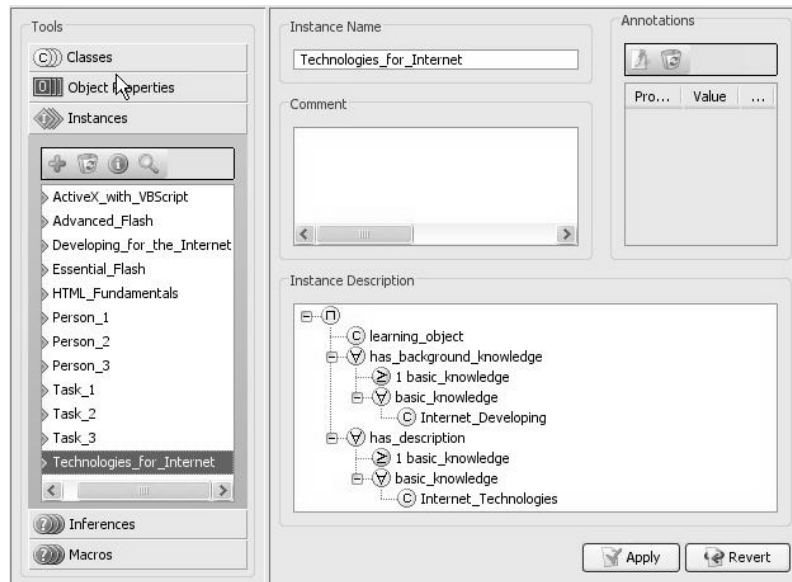 Tools
Classes
Object Properties
Instances
ActiveX_with_VBScript
Advanced_Flash
Developing_for_the_Internet
Essential_Flash
HTML_Fundamentals
Person_1
Person_2
Person_3
Task_1
Task_2
Task_3
Technologies_for_Internet
Inferences
Macros
Instance Name
Technologies_for_Internet
Comment
Annotations
Pro... Value ...
Instance Description
learning_object
∀ has_background_knowledge
≥ 1 basic_knowledge
∀ basic_knowledge
C Internet_Developing
∀ has_description
≥ 1 basic_knowledge
∀ basic_knowledge
C Internet_Technologies
Apply Revert